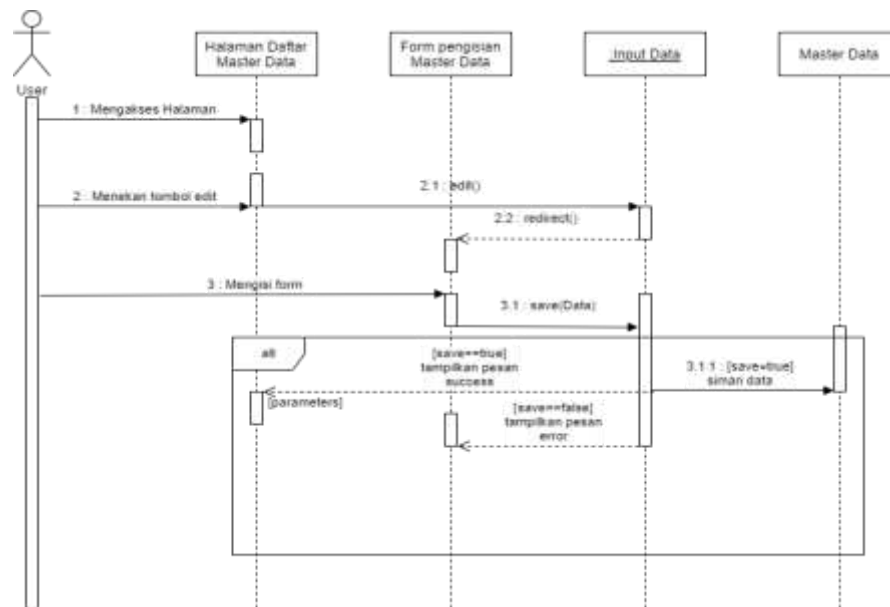 Halaman Daftar
Master Data
Form pengisian
Master Data
Input Data
Master Data
User
1 : Mengakses Halaman
2 : Menekan tombol edit
2.1 : edit()
2.2 : redirect()
3 : Mengisi form
3.1 : save(Data)
alt
[save==true]
tampilkan pesan
success
3.1.1 : [save=true]
siman data
[parameters]
[save==false]
tampilkan pesan
error